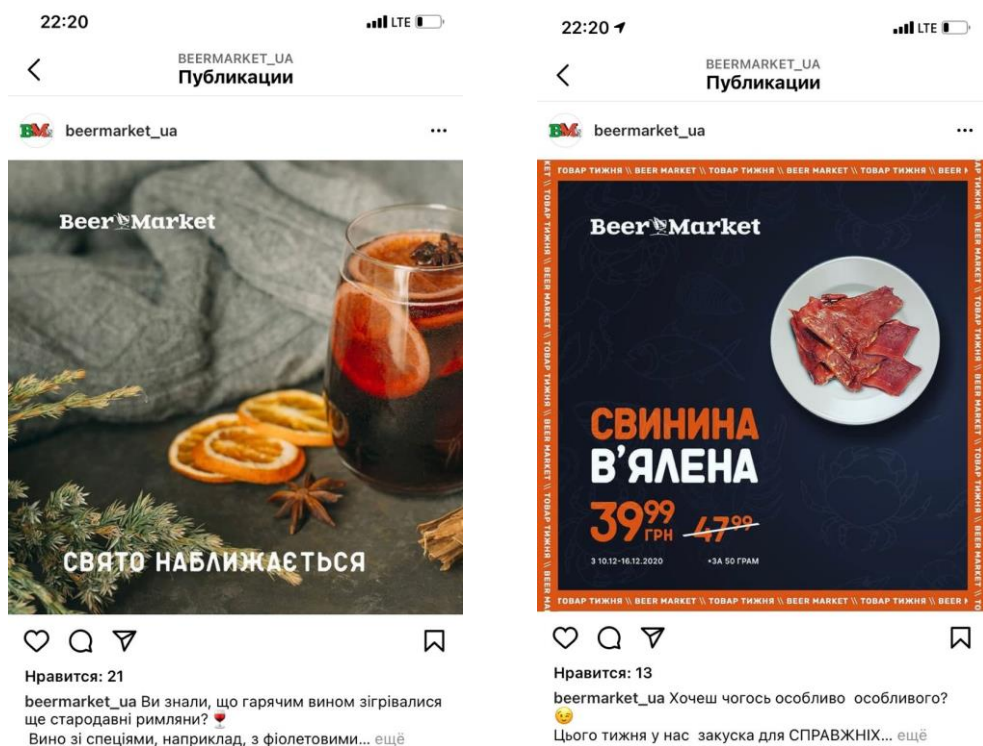 22:20
LTE
BEERMARKET_UA
Публикации
beermarket_ua
Beer Market
СВЯТО НАБЛИЖАЄТЬСЯ
Нравится: 21
beermarket_ua Ви знали, що гарячим вином зігрівалися
ще стародавні римляни?
Вино зі спеціями, наприклад, з фіолетовими... ещё
22:20
LTE
BEERMARKET_UA
Публикации
beermarket_ua
ТОВАР ТИЖНЯ \\ BEER MARKET \\ ТОВАР ТИЖНЯ \\ BEER MARKET \\ ТОВАР ТИЖНЯ \\ BEER
Beer Market
СВИНИНА
В'ЯЛЕНА
39 99 ГРН 47 99
З 10.12-16.12.2020 *ЗА 50 ГРАМ
ТОВАР ТИЖНЯ \\ BEER MARKET \\ ТОВАР ТИЖНЯ \\ BEER MARKET \\ ТОВАР ТИЖНЯ \\ BEER
Нравится: 13
beermarket_ua Хочеш чогось особливо особливого?
Цього тижня у нас закуска для СПРАВЖНІХ... ещё